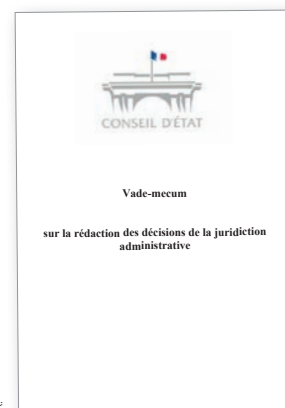 CONSEIL D'ÉTAT
Vade-mecum
sur la rédaction des décisions de la juridiction
administrative